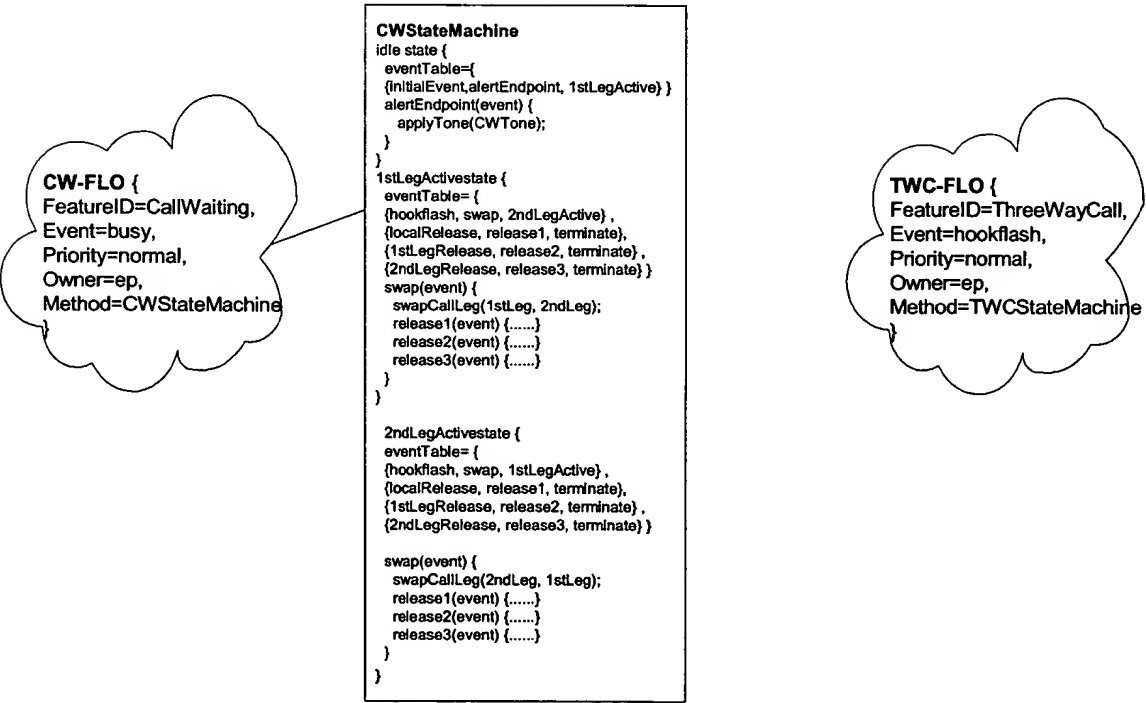 CW-FLO {
FeatureID=CallWaiting,
Event=busy,
Priority=normal,
Owner=ep,
Method=CWStateMachine
}
CWStateMachine
idle state {
eventTable={
{initialEvent,alertEndpoint, 1stLegActive} }
alertEndpoint(event) {
applyTone(CWTone);
}
}
1stLegActivestate {
eventTable= {
{hookflash, swap, 2ndLegActive} ,
{localRelease, release1, terminate},
{1stLegRelease, release2, terminate} ,
{2ndLegRelease, release3, terminate} }
swap(event) {
swapCallLeg(1stLeg, 2ndLeg);
release1(event) {......}
release2(event) {......}
release3(event) {......}
}
}
2ndLegActivestate {
eventTable= {
{hookflash, swap, 1stLegActive} ,
{localRelease, release1, terminate},
{1stLegRelease, release2, terminate} ,
{2ndLegRelease, release3, terminate} }
swap(event) {
swapCallLeg(2ndLeg, 1stLeg);
release1(event) {......}
release2(event) {......}
release3(event) {......}
}
}
TWC-FLO {
FeatureID=ThreeWayCall,
Event=hookflash,
Priority=normal,
Owner=ep,
Method=TWCStateMachine
}